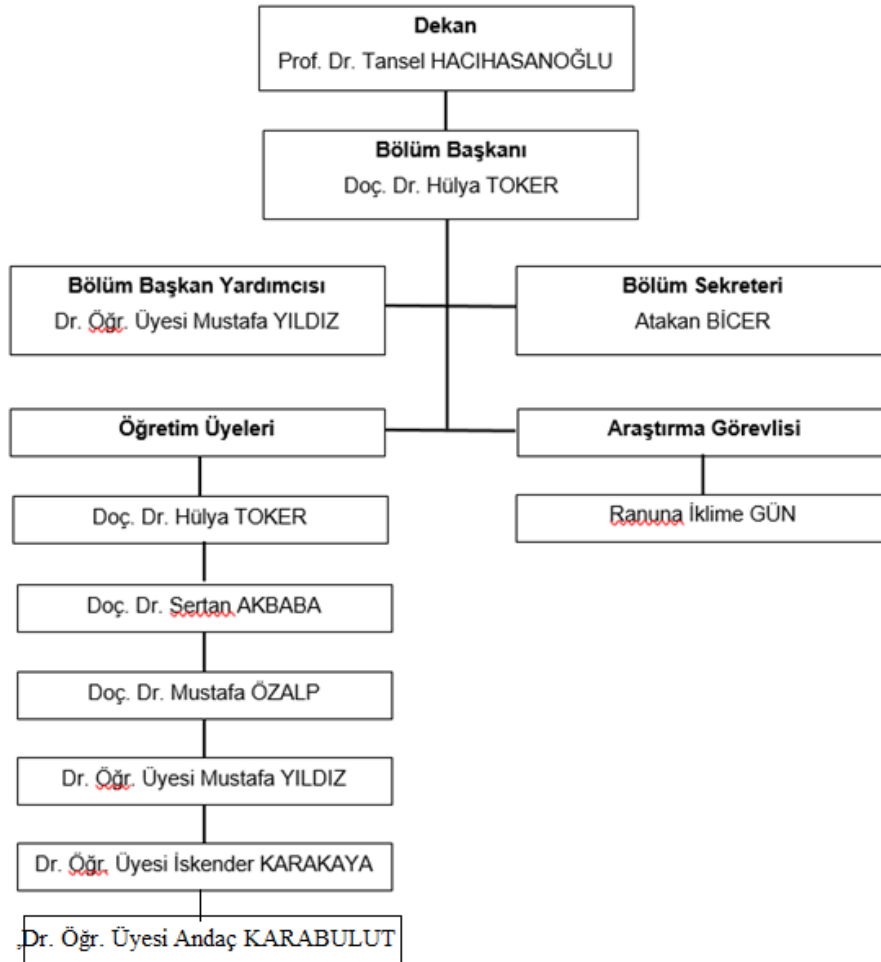 Dekan
Prof. Dr. Tansel HACIHASANOĞLU
Bölüm Başkanı
Doç. Dr. Hülya TOKER
Bölüm Başkan Yardımcısı
Dr. Öğr. Üyesi Mustafa YILDIZ
Bölüm Sekreteri
Atakan BİCER
Öğretim Üyeleri
Araştırma Görevlisi
Doç. Dr. Hülya TOKER
Ranuna İklime GÜN
Doç. Dr. Sertan AKBABA
Doç. Dr. Mustafa ÖZALP
Dr. Öğr. Üyesi Mustafa YILDIZ
Dr. Öğr. Üyesi İskender KARAKAYA
,Dr. Öğr. Üyesi Andaç KARABULUT